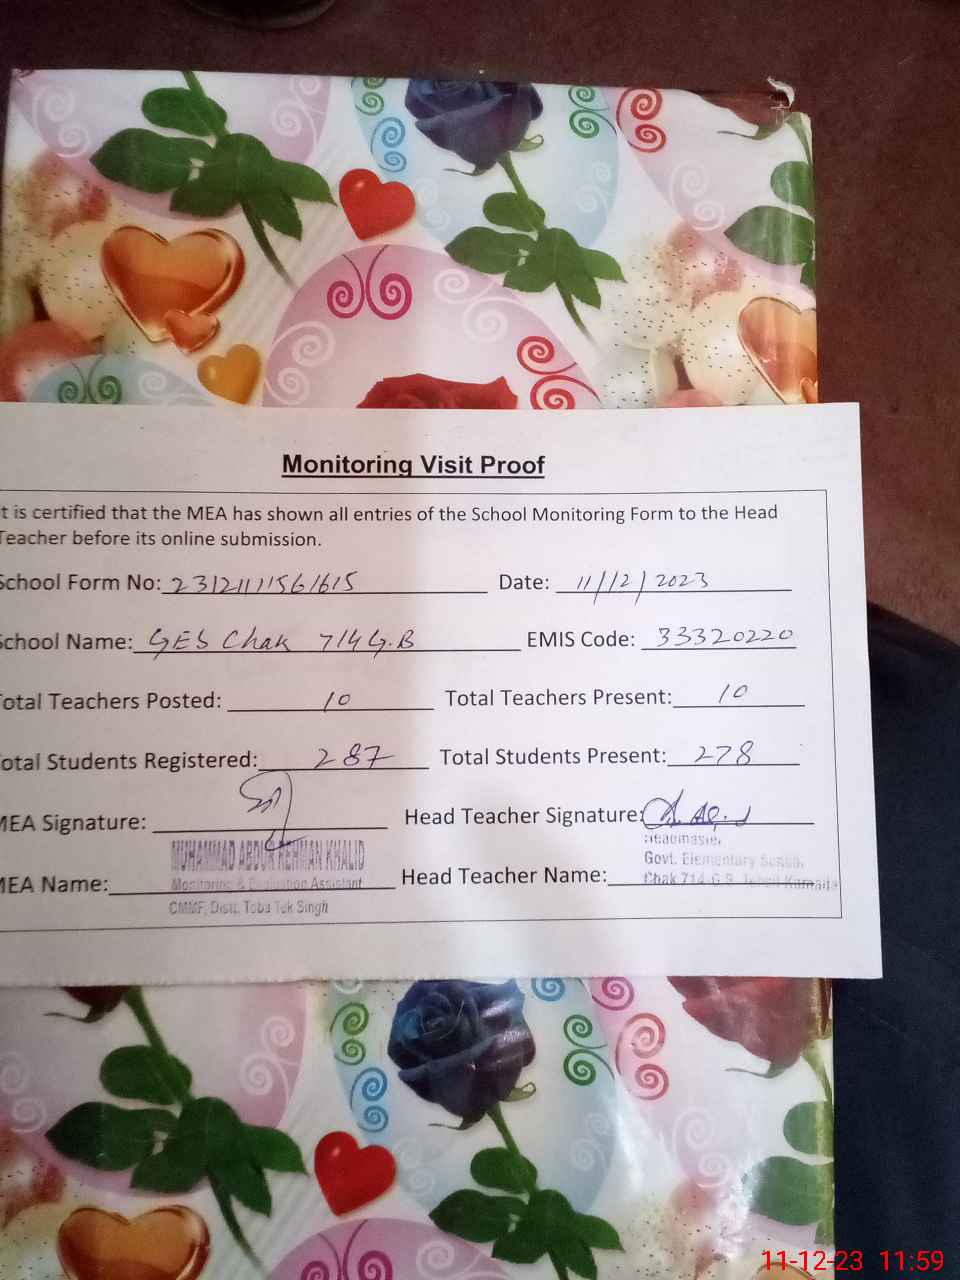 Monitoring Visit Proof
t is certified that the MEA has shown all entries of the School Monitoring Form to the Head
Teacher before its online submission.
School Form No: 2312111561615 Date: 11/12/2023
School Name: GES Chak 714 G.B EMIS Code: 33320220
Total Teachers Posted: 10 Total Teachers Present: 10
Total Students Registered: 287 Total Students Present: 278
MEA Signature: Head Teacher Signature:
MUHAMMAD ABDUR REHMAN KHALID Headmaster
Monitoring & Evaluation Assistant Govt. Elementary
MEA Name: Head Teacher Name: Chak 714-G.B. Tehsil Kamalia
CMMF, Distt. Toba Tek Singh
11-12-23 11:59